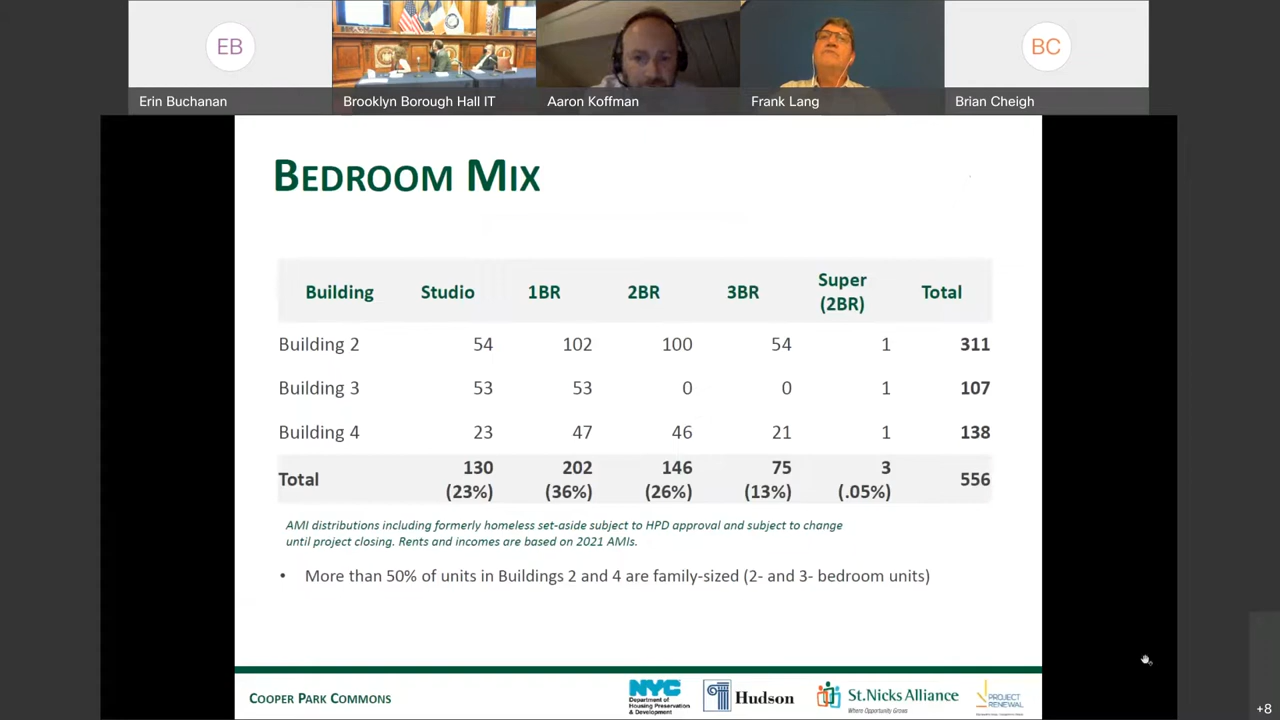 EB
BC
Erin Buchanan
Brooklyn Borough Hall IT
Aaron Koffman
Frank Lang
Brian Cheigh
BEDROOM MIX
Building Studio 1BR 2BR 3BR Super (2BR) Total
Building 2 54 102 100 54 1 311
Building 3 53 53 0 0 1 107
Building 4 23 47 46 21 1 138
Total 130 (23%) 202 (36%) 146 (26%) 75 (13%) 3 (.05%) 556
AMI distributions including formerly homeless set-aside subject to HPD approval and subject to change
until project closing. Rents and incomes are based on 2021 AMIs.
• More than 50% of units in Buildings 2 and 4 are family-sized (2- and 3- bedroom units)
COOPER PARK COMMONS
NYC
Department of
Housing Preservation
& Development
Hudson
St.Nicks Alliance
Where Opportunity Grows
PROJECT
RENEWAL
+8